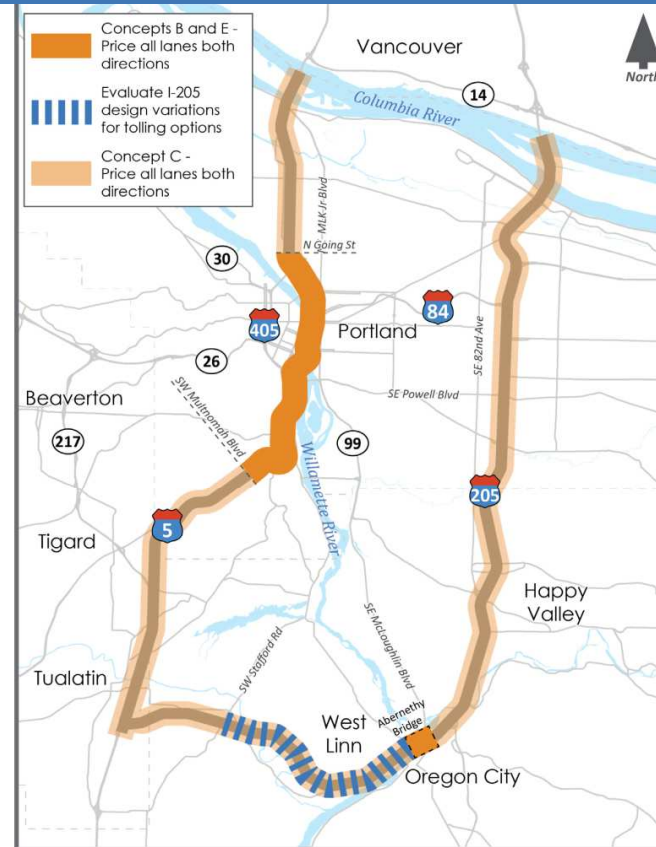 Concepts B and E -
Price all lanes both
directions
Evaluate I-205
design variations
for tolling options
Concept C -
Price all lanes both
directions
Vancouver
North
14
Columbia River
MLK Jr Blvd
N Going St
30
405
84
Portland
26
SE 82nd Ave
SW Multnomah Blvd
SE Powell Blvd
Beaverton
217
99
Willamette River
205
5
Tigard
Happy
Valley
SE McLoughlin Blvd
SW Stafford Rd
Tualatin
West
Linn
Abernethy
Bridge
Oregon City